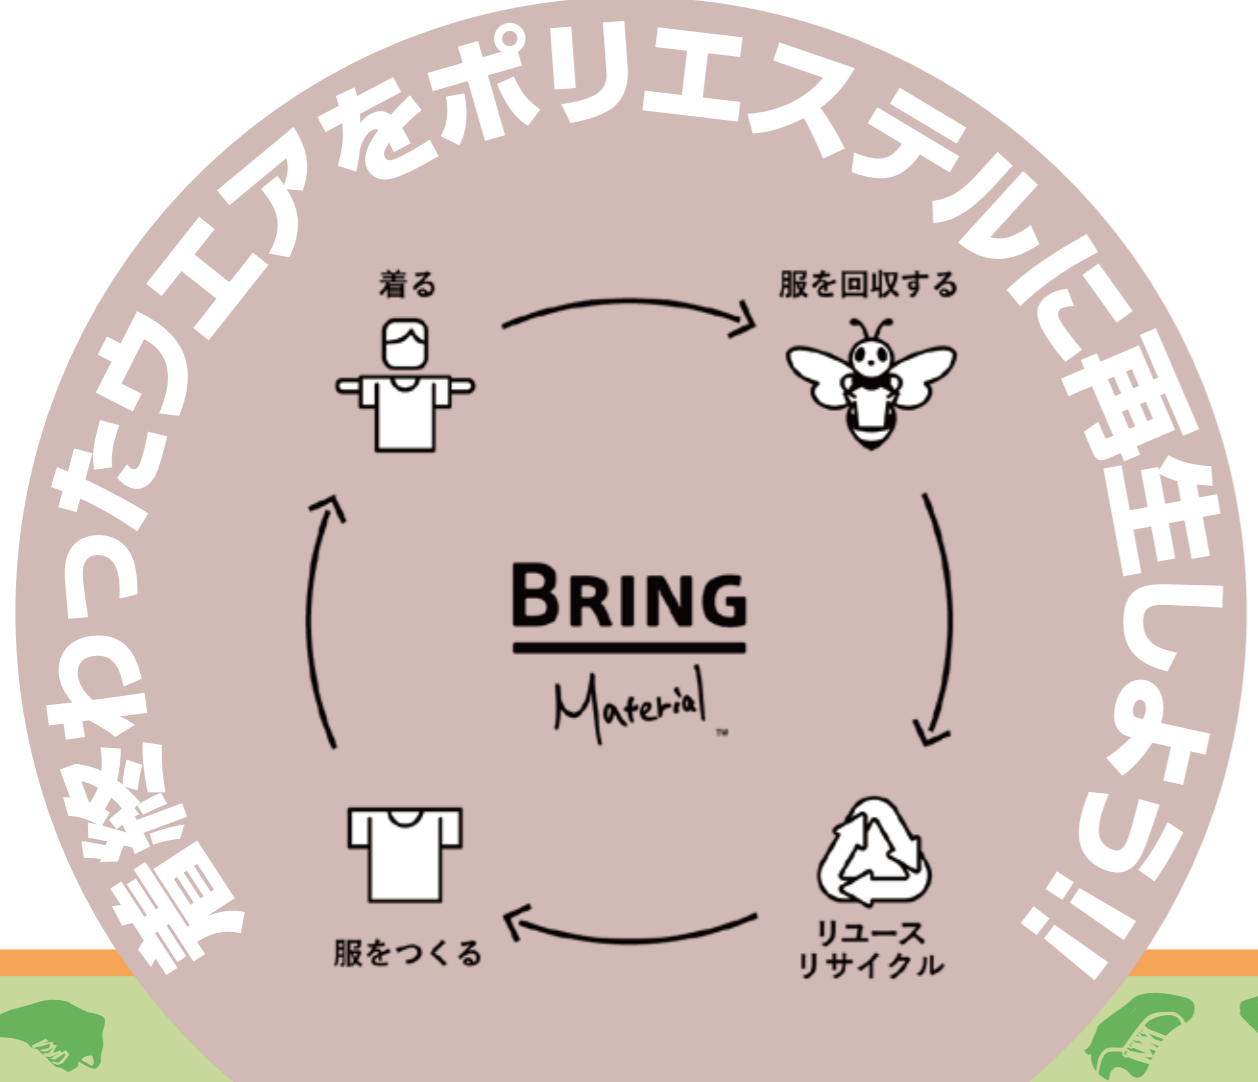 着終わったウエアをポリエステルに再生しよう!!
着る
服を回収する
BRING
Material
TM
服をつくる
リユース
リサイクル